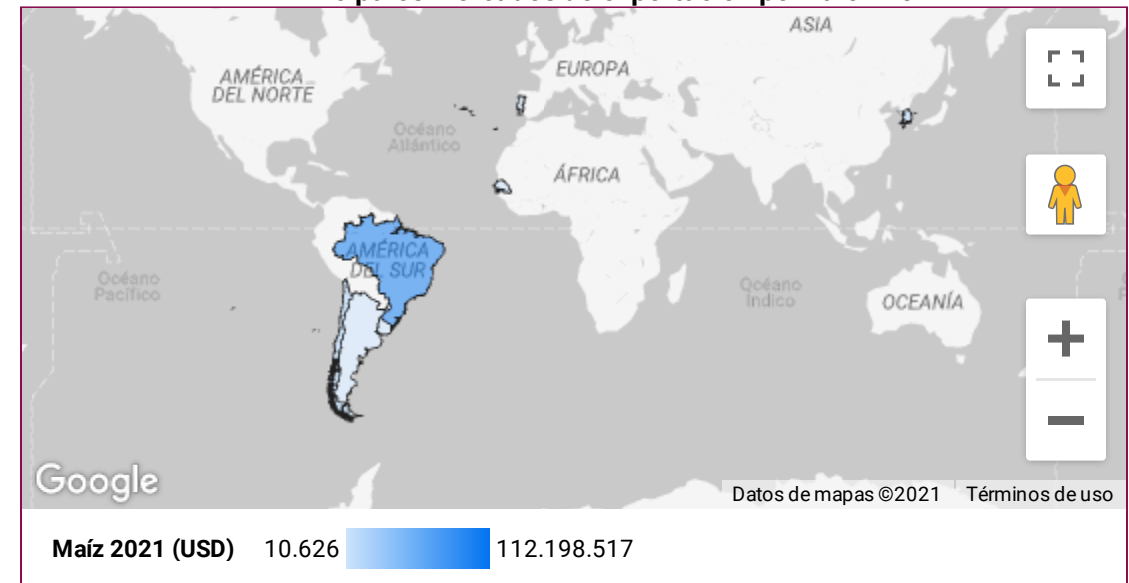 ASIA
EUROPA
AMÉRICA
DEL NORTE
Océano
Atlántico
ÁFRICA
AMÉRICA
DEL SUR
Océano
Pacífico
Océano
Índico
OCEANÍA
Google
Datos de mapas ©2021 Términos de uso
Maíz 2021 (USD) 10.626 112.198.517